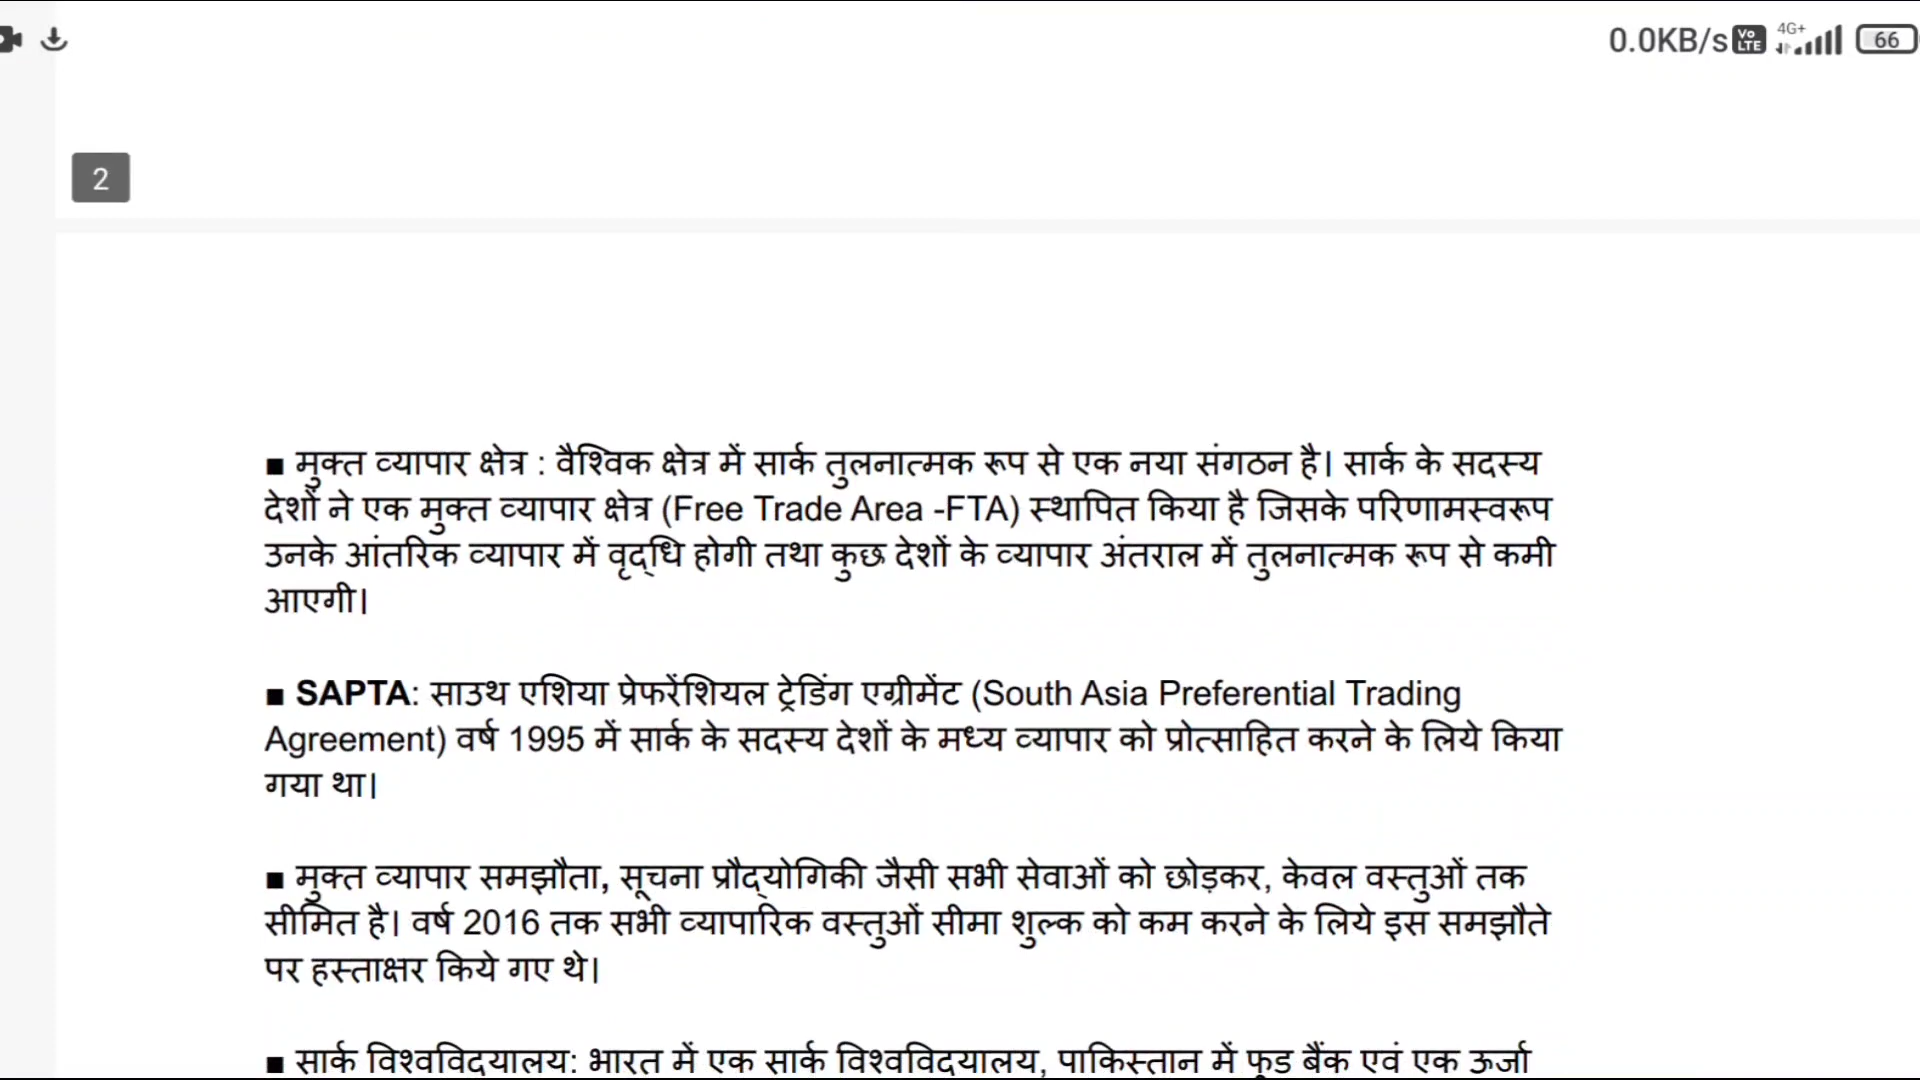 0.0KB/s Vo LTE 4G+ 66
2
■ मुक्त व्यापार क्षेत्र : वैश्विक क्षेत्र में सार्क तुलनात्मक रूप से एक नया संगठन है। सार्क के सदस्य
देशों ने एक मुक्त व्यापार क्षेत्र (Free Trade Area -FTA) स्थापित किया है जिसके परिणामस्वरूप
उनके आंतरिक व्यापार में वृद्धि होगी तथा कुछ देशों के व्यापार अंतराल में तुलनात्मक रूप से कमी
आएगी।
■ SAPTA: साउथ एशिया प्रेफरेंशियल ट्रेडिंग एग्रीमेंट (South Asia Preferential Trading
Agreement) वर्ष 1995 में सार्क के सदस्य देशों के मध्य व्यापार को प्रोत्साहित करने के लिये किया
गया था।
■ मुक्त व्यापार समझौता, सूचना प्रौद्योगिकी जैसी सभी सेवाओं को छोड़कर, केवल वस्तुओं तक
सीमित है। वर्ष 2016 तक सभी व्यापारिक वस्तुओं सीमा शुल्क को कम करने के लिये इस समझौते
पर हस्ताक्षर किये गए थे।
■ सार्क विश्वविद्यालय: भारत में एक सार्क विश्वविद्यालय, पाकिस्तान में फूड बैंक एवं एक ऊर्जा